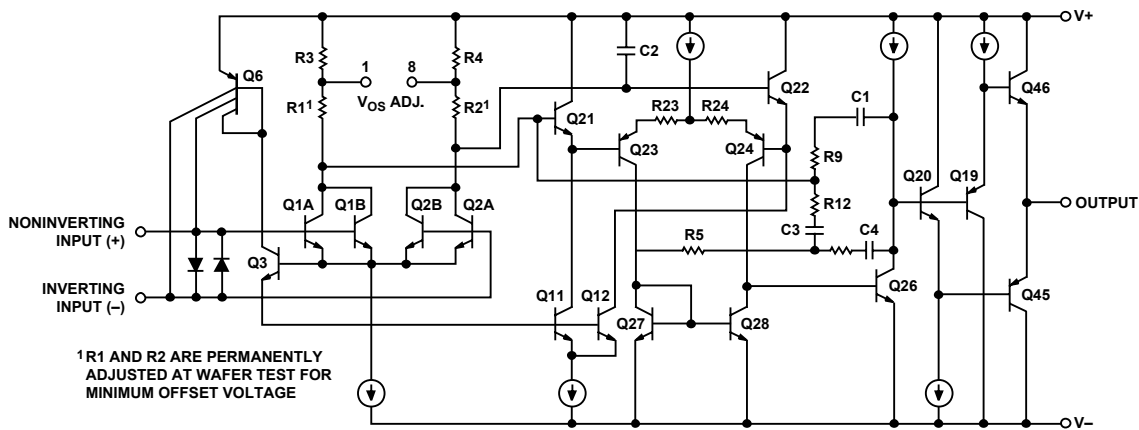 V+
R3
R4
C2
Q6
1
8
Q22
Q46
R1¹
VOS ADJ.
R2¹
R23
R24
C1
Q21
Q23
Q24
R9
Q20
Q19
Q1A
Q1B
Q2B
Q2A
R12
OUTPUT
NONINVERTING
INPUT (+)
C3
C4
Q3
R5
Q26
INVERTING
INPUT (–)
Q11
Q12
Q27
Q28
Q45
¹R1 AND R2 ARE PERMANENTLY
ADJUSTED AT WAFER TEST FOR
MINIMUM OFFSET VOLTAGE
V–